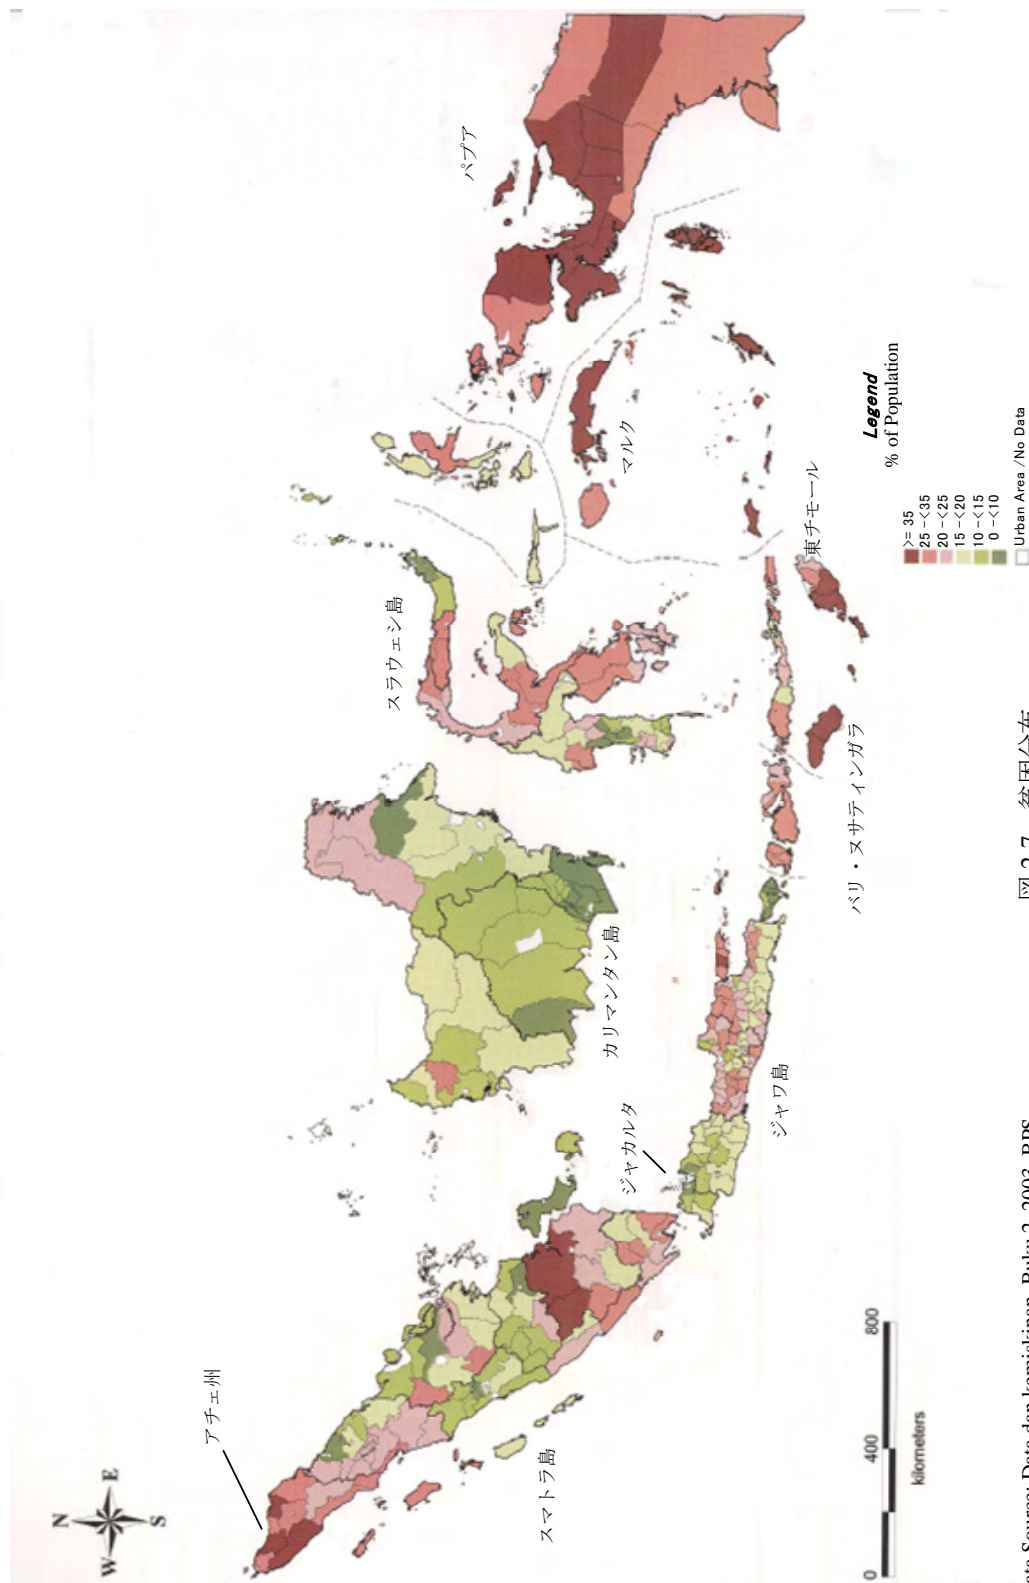 N
W
E
S
アチェ州
スマトラ島
ジャカルタ
ジャワ島
カリマンタン島
スラウェシ島
バリ・ヌサティンガラ
東チモール
マルク
パプア
Legend
% of Population
>= 35
25 -<35
20 -<25
15 -<20
10 -<15
0 -<10
Urban Area /No Data
0 400 800
kilometers
図 2-7 貧困分布
Source: Data dan kemiskinan, Buku 2, 2003, BPS